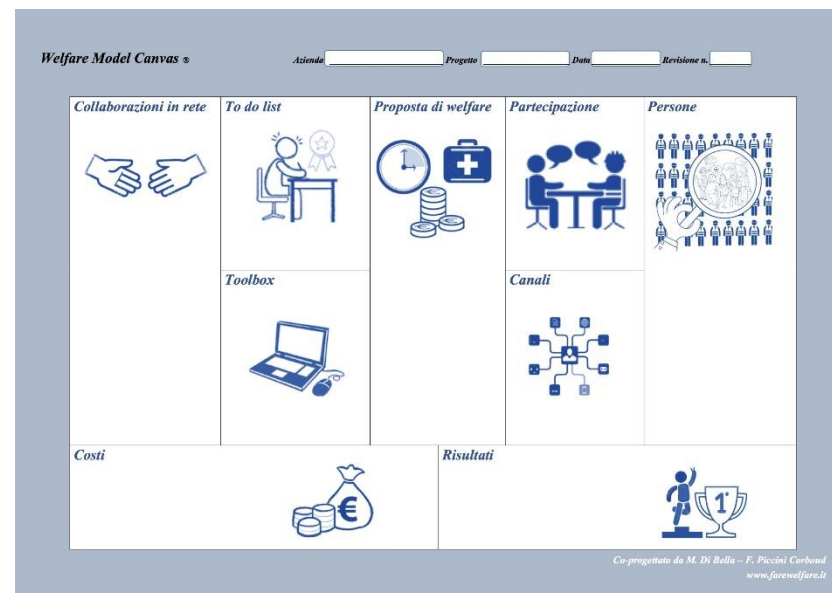 Welfare Model Canvas ®
Azienda Progetto Data Revisione n.
Collaborazioni in rete
To do list
Proposta di welfare
Partecipazione
Persone
Toolbox
Canali
Costi
€
Risultati
1°
Co-progettato da M. Di Bella – F. Piccini Corboud
www.farewelfare.it